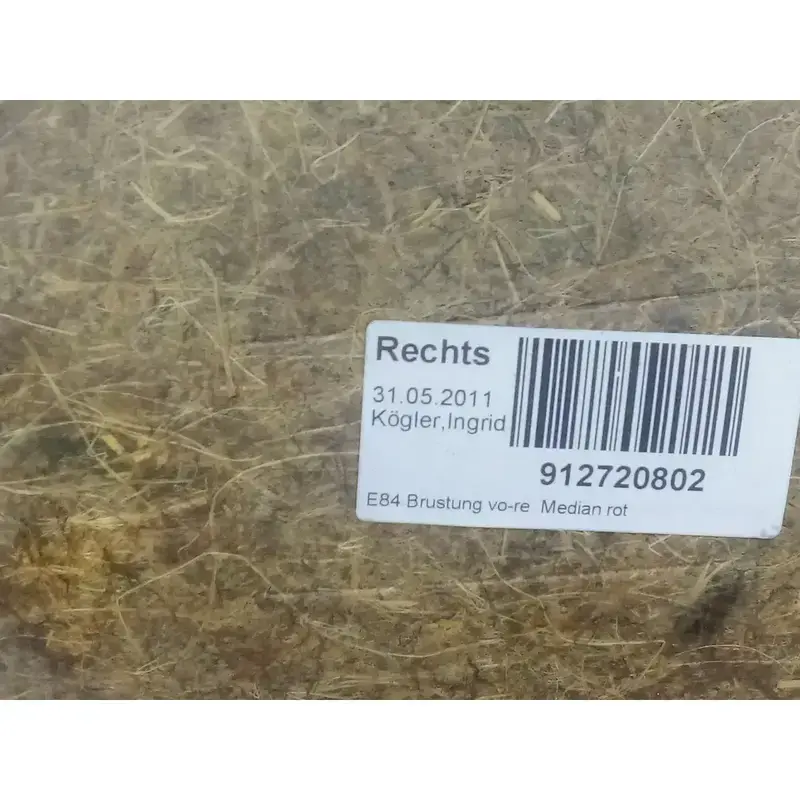 Rechts
31.05.2011
Kögler,Ingrid
912720802
E84 Brustung vo-re Median rot